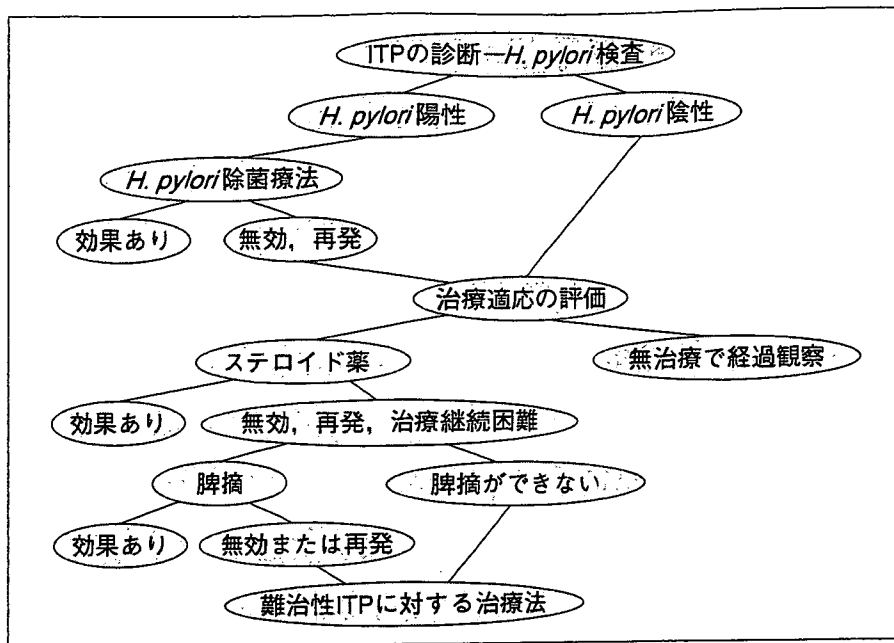 ITPの診断—H. pylori検査
H. pylori陽性
H. pylori陰性
H. pylori除菌療法
効果あり
無効，再発
治療適応の評価
ステロイド薬
無治療で経過観察
効果あり
無効，再発，治療継続困難
脾摘
脾摘ができない
効果あり
無効または再発
難治性ITPに対する治療法